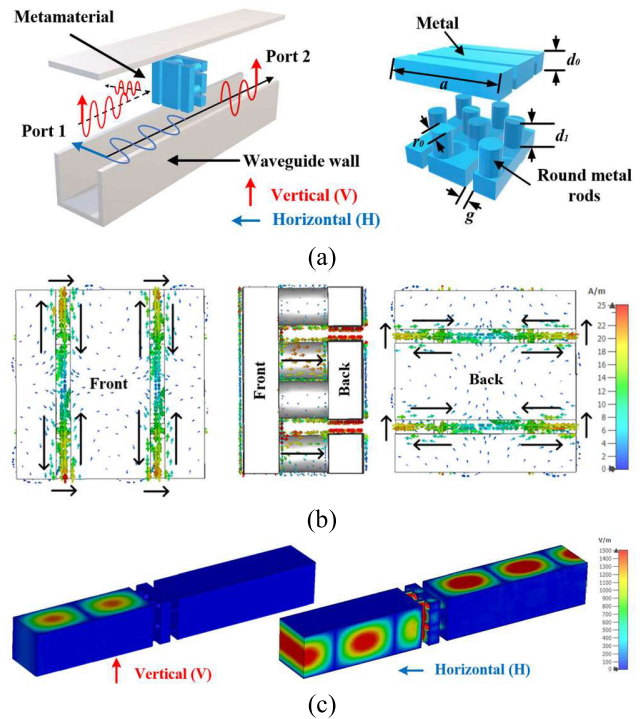 Metamaterial
Port 2
Port 1
Waveguide wall
Vertical (V)
Horizontal (H)
Metal
a
d0
d1
r0
g
Round metal
rods
(a)
Front
Front
Back
Back
A/m
25
22
20
18
16
14
12
10
8
6
4
2
0
(b)
Vertical (V)
Horizontal (H)
V/m
1500
1400
1300
1200
1100
1000
900
800
700
600
500
400
300
200
100
0
(c)